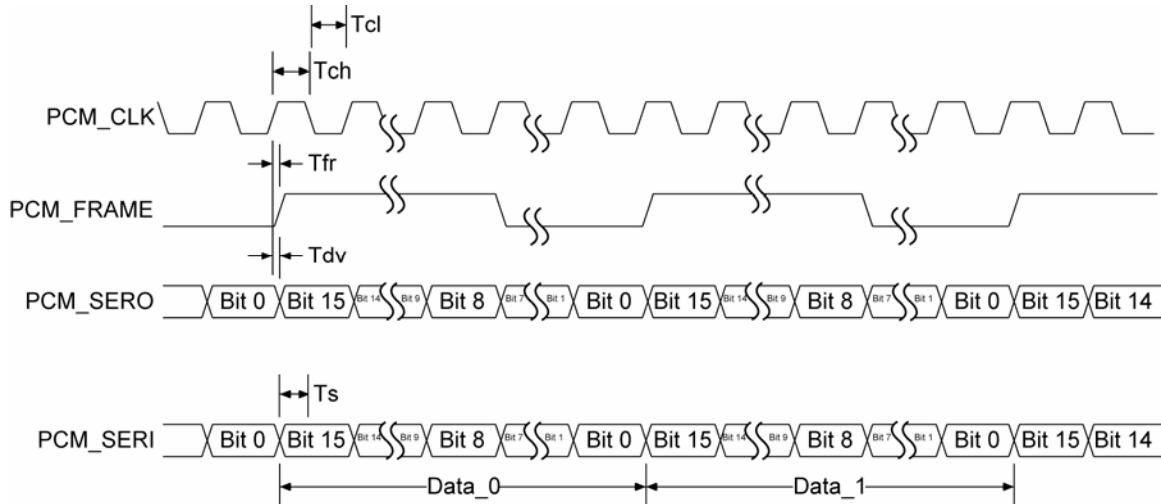 Tcl
Tch
PCM_CLK
Tfr
PCM_FRAME
Tdv
PCM_SERO Bit 0 Bit 15 Bit 14 Bit 9 Bit 8 Bit 7 Bit 1 Bit 0 Bit 15 Bit 14 Bit 9 Bit 8 Bit 7 Bit 1 Bit 0 Bit 15 Bit 14
Ts
PCM_SERI Bit 0 Bit 15 Bit 14 Bit 9 Bit 8 Bit 7 Bit 1 Bit 0 Bit 15 Bit 14 Bit 9 Bit 8 Bit 7 Bit 1 Bit 0 Bit 15 Bit 14
Data_0 Data_1